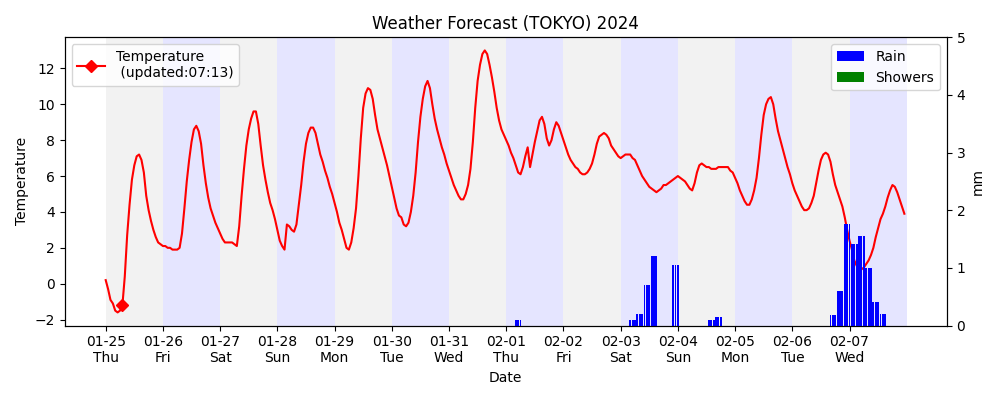 Weather Forecast (TOKYO) 2024
Temperature
(updated:07:13)
Rain
Showers
Temperature
12
10
8
6
4
2
0
−2
5
4
3
2
1
0
mm
01-25 01-26 01-27 01-28 01-29 01-30 01-31 02-01 02-02 02-03 02-04 02-05 02-06 02-07
Thu Fri Sat Sun Mon Tue Wed Thu Fri Sat Sun Mon Tue Wed
Date